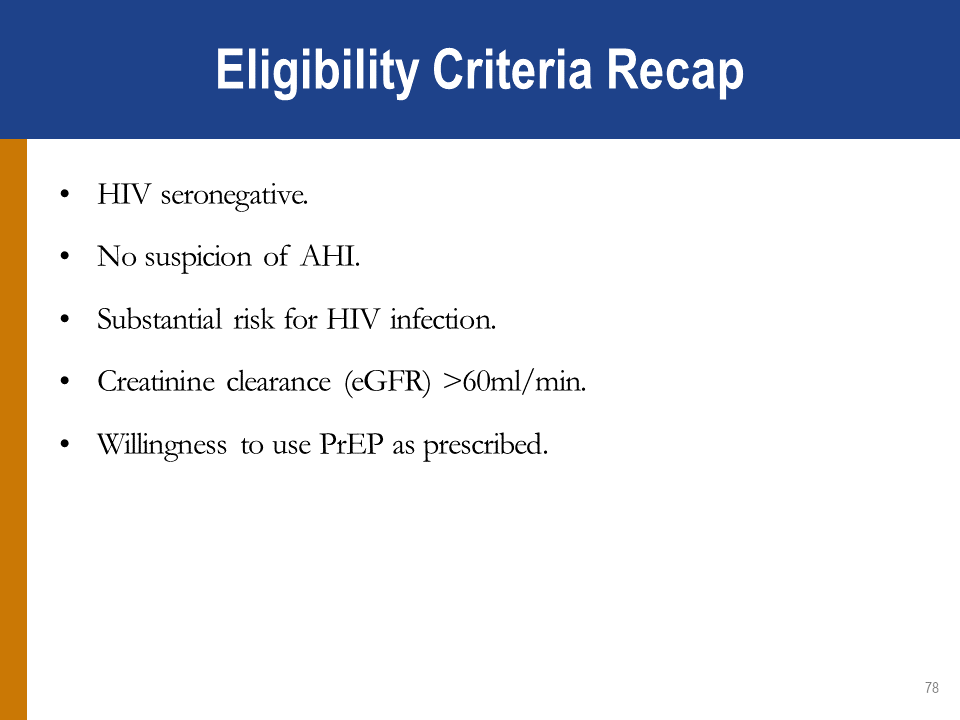 Eligibility Criteria Recap
• HIV seronegative.
• No suspicion of AHI.
• Substantial risk for HIV infection.
• Creatinine clearance (eGFR) >60ml/min.
• Willingness to use PrEP as prescribed.
78